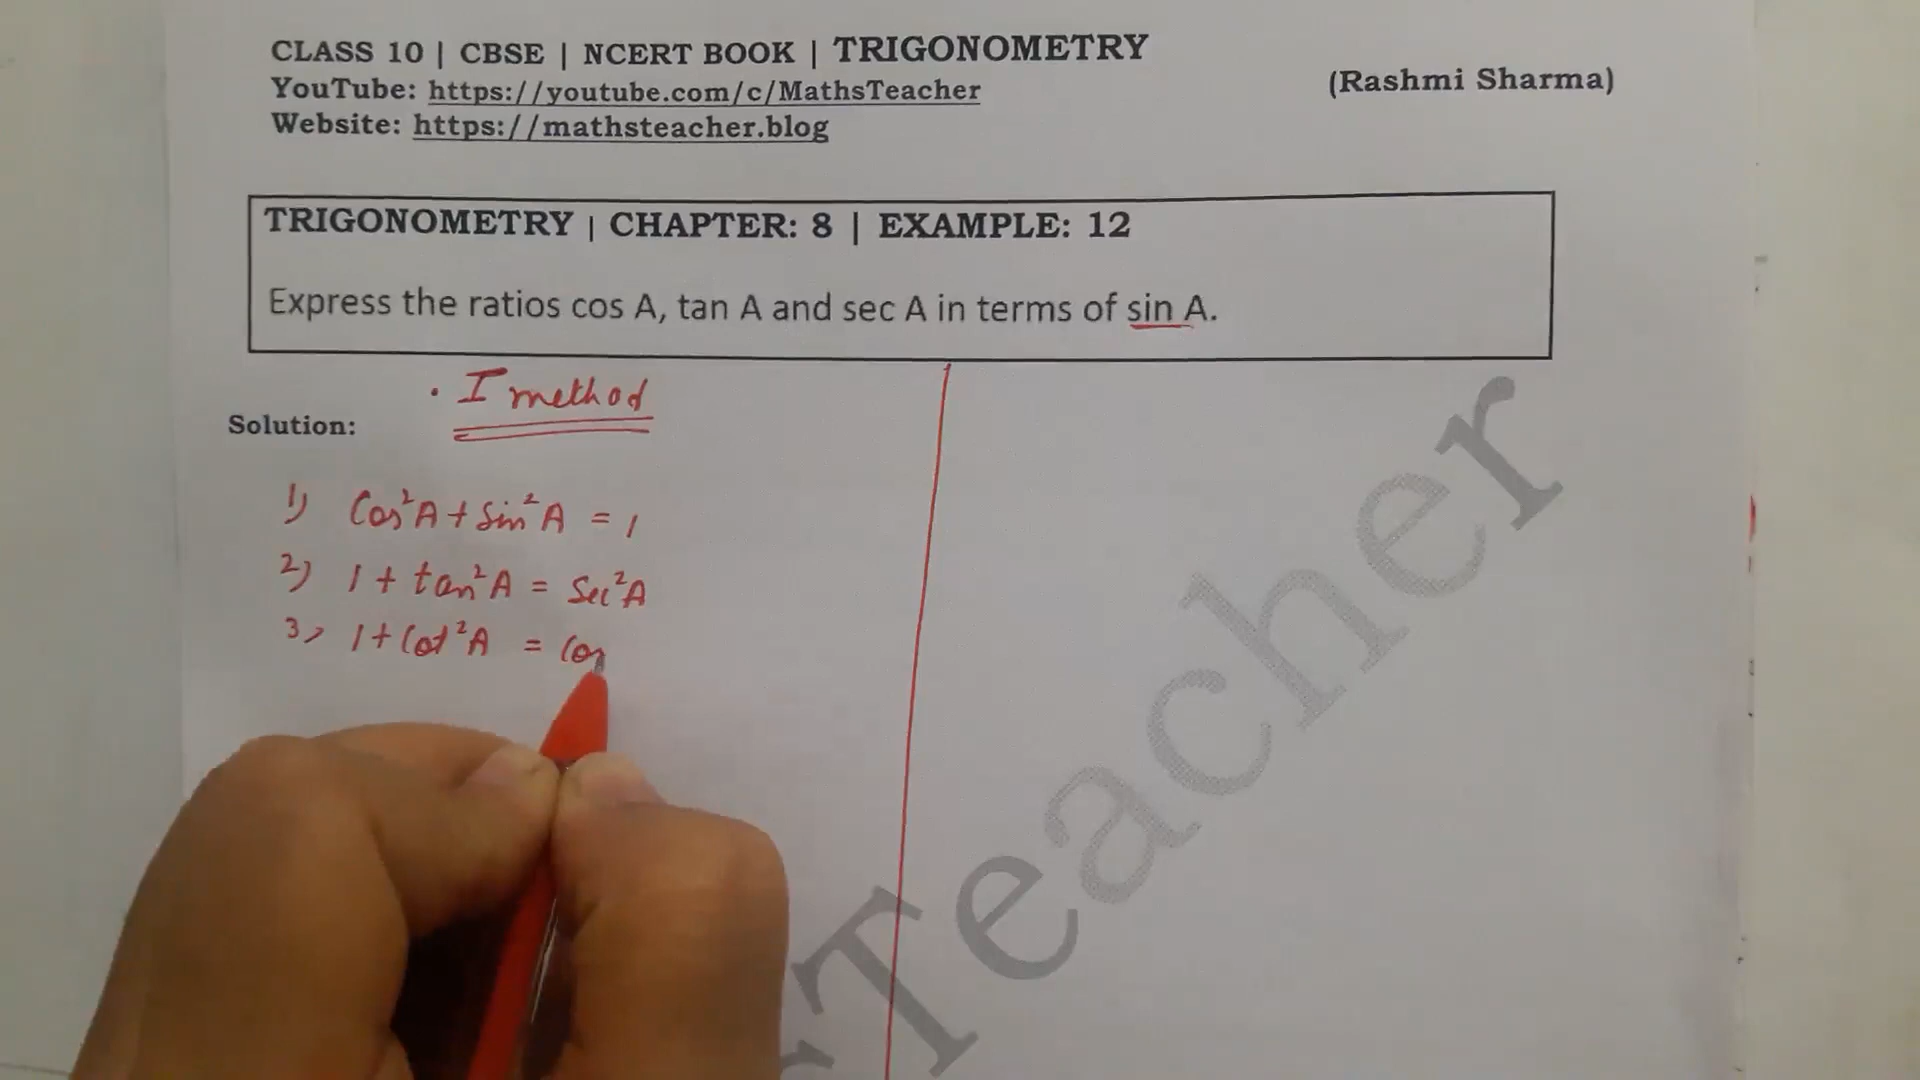 CLASS 10 | CBSE | NCERT BOOK | TRIGONOMETRY
YouTube: https://youtube.com/c/MathsTeacher
(Rashmi Sharma)
Website: https://mathsteacher.blog
TRIGONOMETRY | CHAPTER: 8 | EXAMPLE: 12
Express the ratios cos A, tan A and sec A in terms of sin A.
. I method
Solution:
1) Cos²A + Sin²A = 1
2) 1 + tan²A = Sec²A
3) 1 + Cot²A = Cos
Teacher